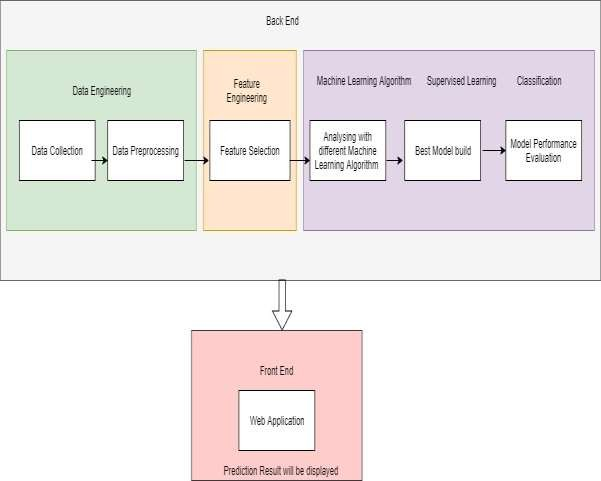 Back End
Data Engineering
Feature
Engineering
Machine Learning Algorithm
Supervised Learning
Classification
Data Collection
Data Preprocessing
Feature Selection
Analysing with
different Machine
Learning Algorithm
Best Model build
Model Performance
Evaluation
Front End
Web Application
Prediction Result will be displayed